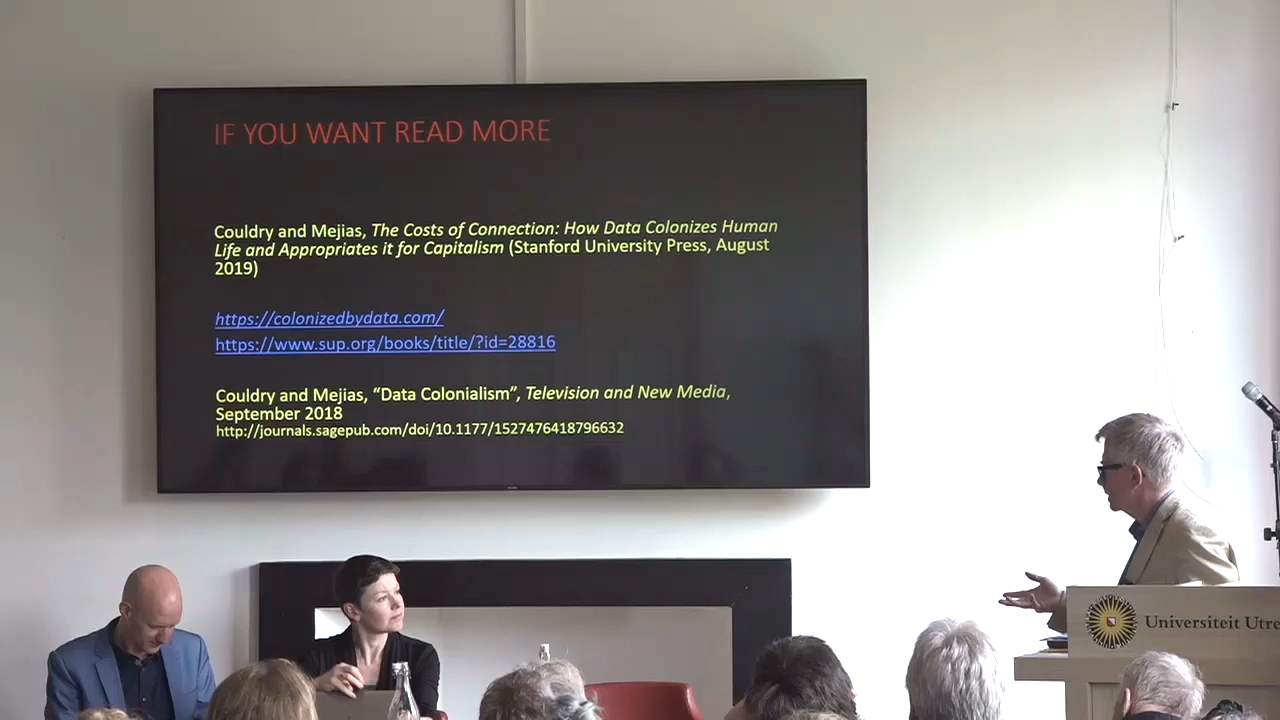 IF YOU WANT READ MORE
Couldry and Mejias, The Costs of Connection: How Data Colonizes Human
Life and Appropriates it for Capitalism (Stanford University Press, August
2019)
https://colonizedbydata.com/
https://www.sup.org/books/title/?id=28816
Couldry and Mejias, “Data Colonialism”, Television and New Media,
September 2018
http://journals.sagepub.com/doi/10.1177/1527476418796632
Universiteit Utre